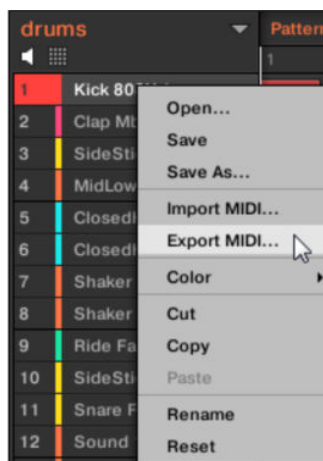 drums
Pattern
1
1 Kick 80
2 Clap Mt
3 SideSti
4 MidLow
5 Closed
6 Closed
7 Shaker
8 Shaker
9 Ride Fa
10 SideSti
11 Snare F
12 Sound
Open...
Save
Save As...
Import MIDI...
Export MIDI...
Color
Cut
Copy
Paste
Rename
Reset